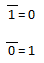 1̅ = 0
0̅ = 1